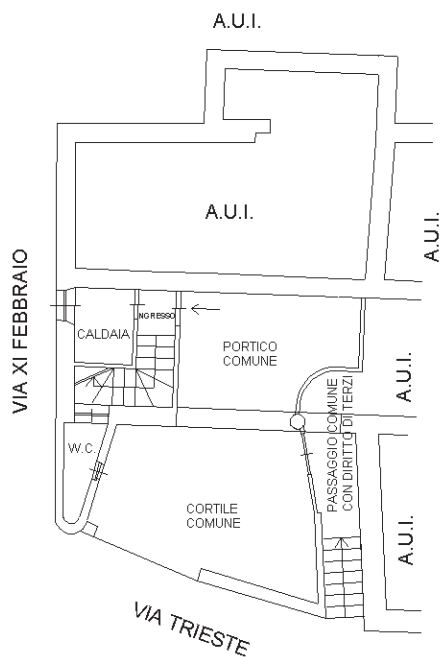 A.U.I.
A.U.I.
A.U.I.
VIA XI FEBBRAIO
INGRESSO
CALDAIA
PORTICO
COMUNE
A.U.I.
PASSAGGIO COMUNE
CON DIRITTO DI TERZI
W.C.
CORTILE
COMUNE
A.U.I.
VIA TRIESTE